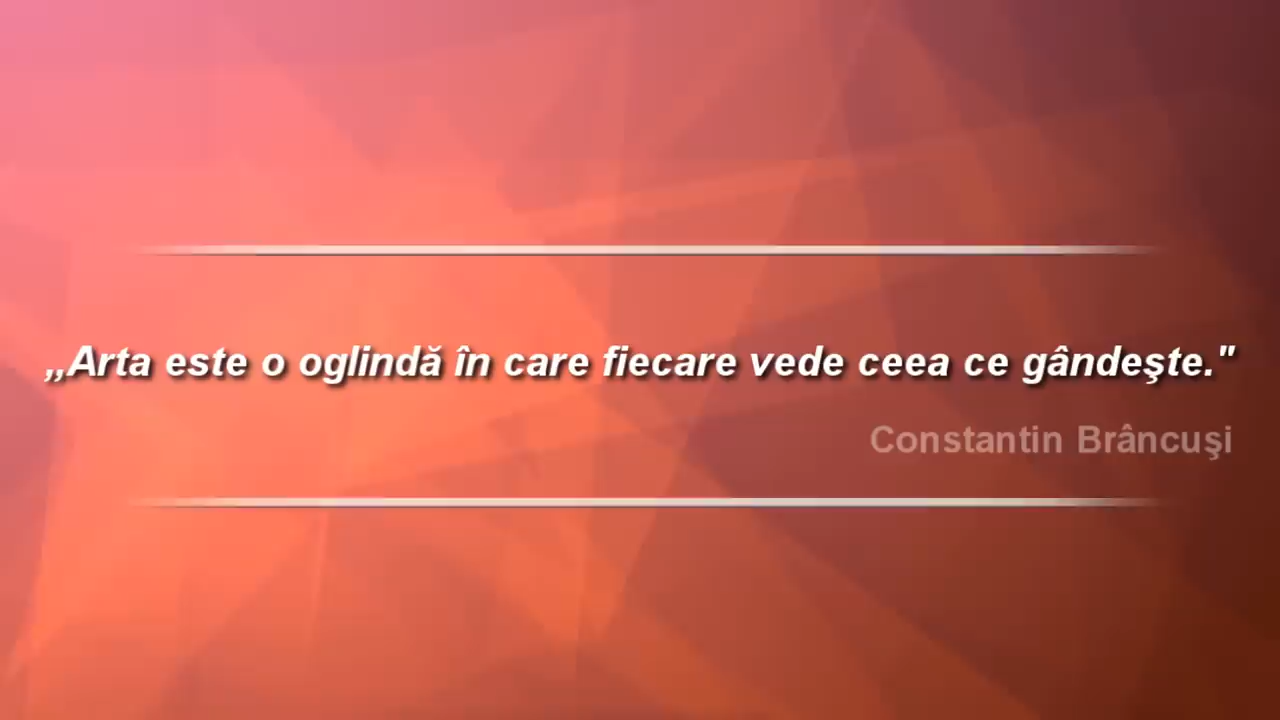 ,,Arta este o oglindă în care fiecare vede ceea ce gândeşte."
Constantin Brâncuşi